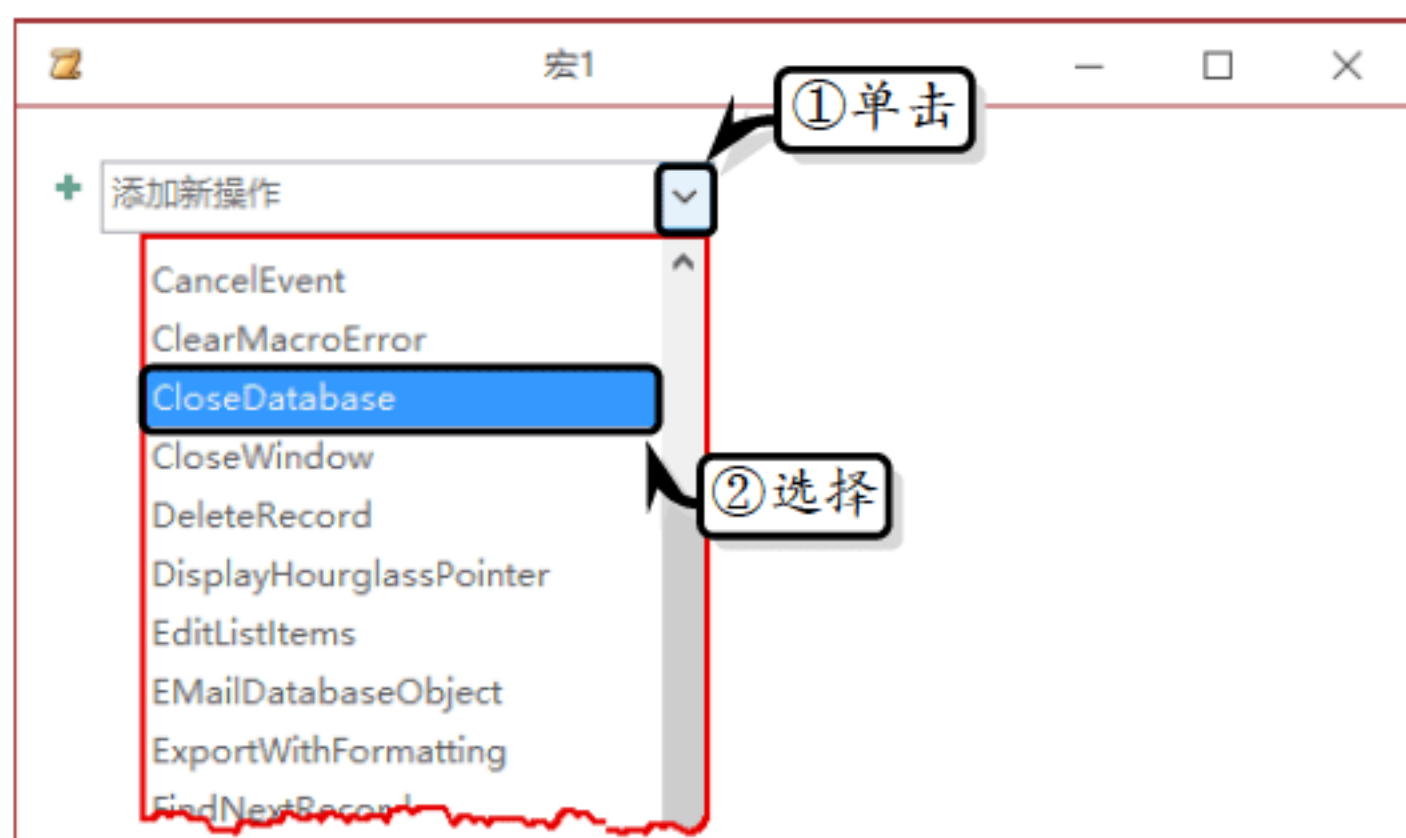 宏1
①单击
添加新操作
CancelEvent
ClearMacroError
CloseDatabase
CloseWindow
②选择
DeleteRecord
DisplayHourglassPointer
EditListItems
EMailDatabaseObject
ExportWithFormatting
FindNextRecord